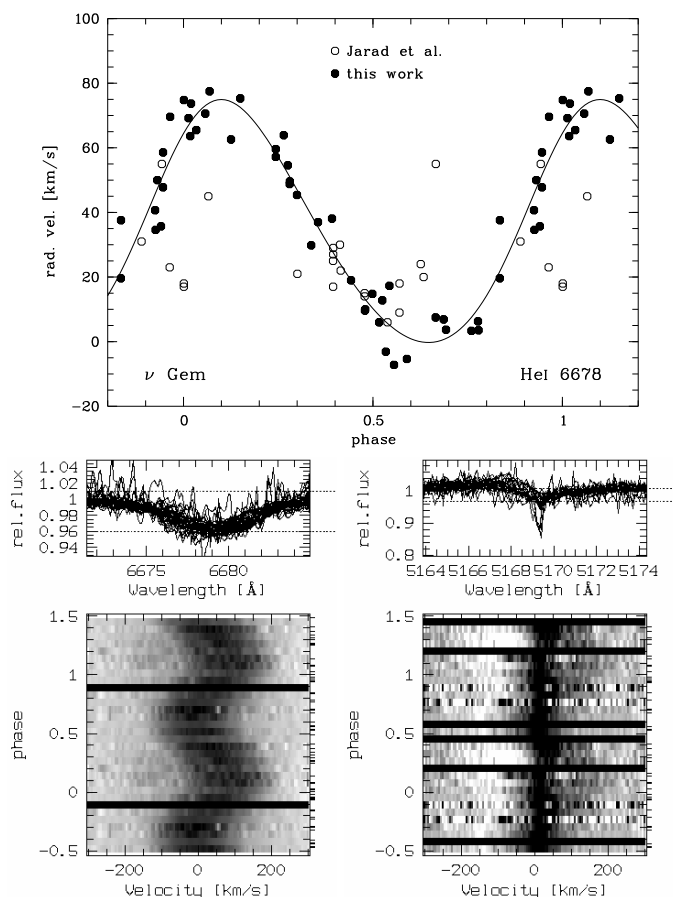 100
80
60
40
20
0
-20
rad. vel. [km/s]
Jarad et al.
this work
ν Gem
HeI 6678
0 0.5 1
phase
1.04
1.02
1
0.98
0.96
0.94
rel.flux
6675 6680
Wavelength [Å]
1
0.9
0.8
rel.flux
5164 5166 5168 5170 5172 5174
Wavelength [Å]
1.5
1
0.5
0
-0.5
phase
-200 0 200
Velocity [km/s]
1.5
1
0.5
0
-0.5
phase
-200 0 200
Velocity [km/s]